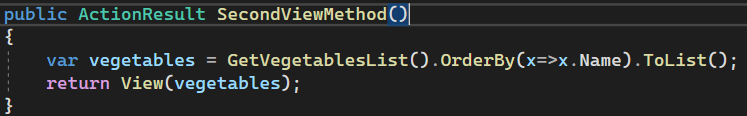 public ActionResult SecondViewMethod()
{
    var vegetables = GetVegetablesList().OrderBy(x=>x.Name).ToList();
    return View(vegetables);
}